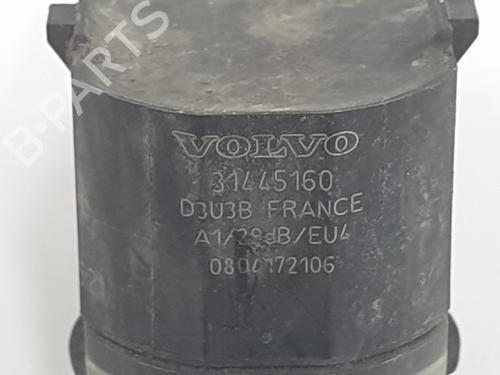 B-PARTS
VOLVO
31445160
D3U3B FRANCE
A1/29dB/EU4
0804172106